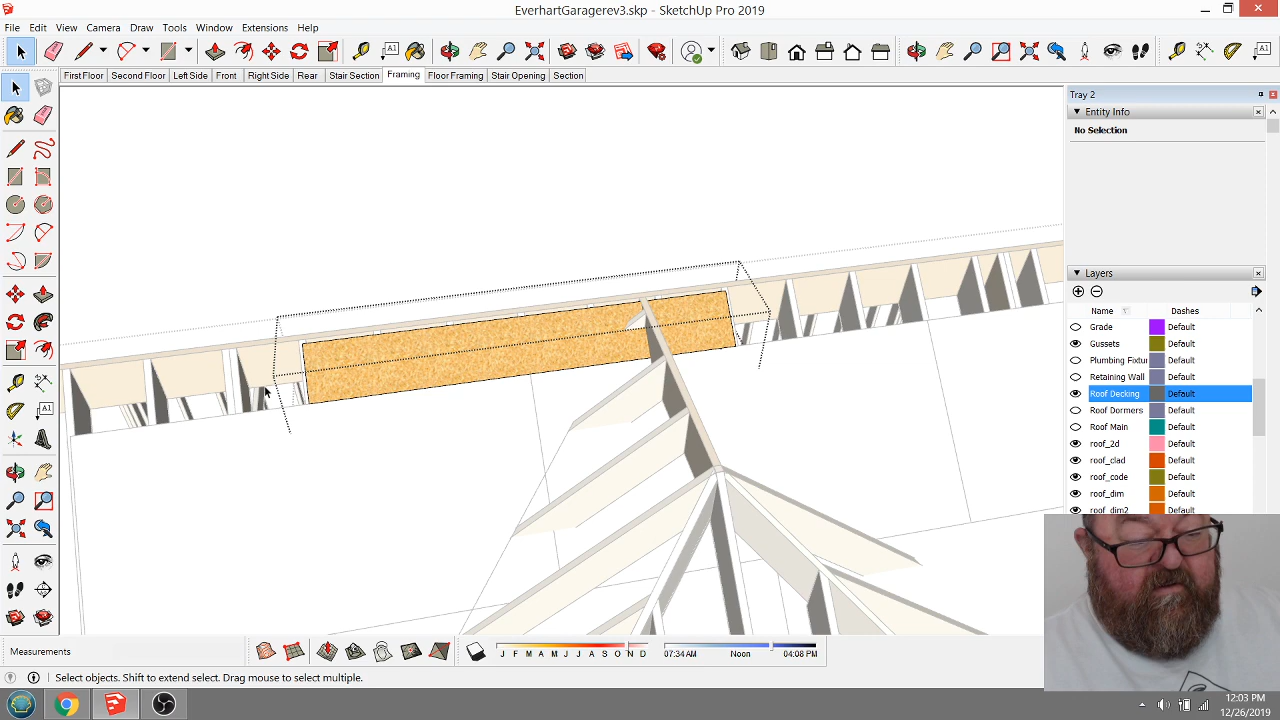 EverhartGaragerev3.skp - SketchUp Pro 2019
File Edit View Camera Draw Tools Window Extensions Help
First Floor Second Floor Left Side Front Right Side Rear Stair Section Framing Floor Framing Stair Opening Section
Tray 2
Entity Info
No Selection
Layers
Name Dashes
Grade Default
Gussets Default
Plumbing Fixtur Default
Retaining Wall Default
Roof Decking Default
Roof Dormers Default
Roof Main Default
roof_2d Default
roof_clad Default
roof_code Default
roof_dim Default
roof_dim2 Default
Measurements
J F M A M J J A S O N D
07:34 AM Noon 04:08 PM
Select objects. Shift to extend select. Drag mouse to select multiple.
12:03 PM
12/26/2019